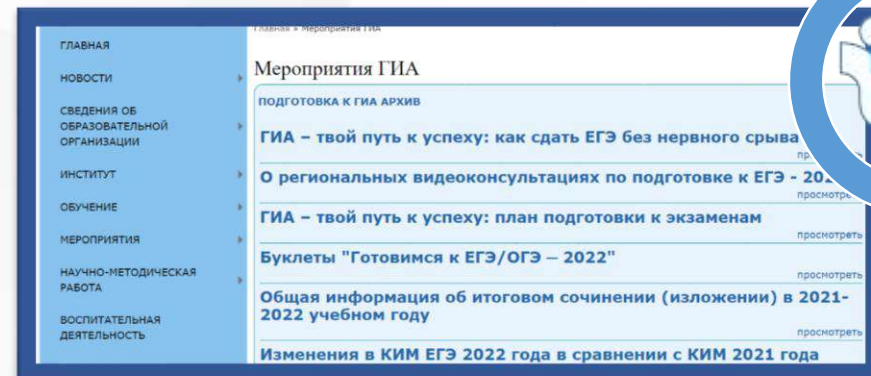 Главная » Мероприятия ГИА
ГЛАВНАЯ
НОВОСТИ
СВЕДЕНИЯ ОБ
ОБРАЗОВАТЕЛЬНОЙ
ОРГАНИЗАЦИИ
ИНСТИТУТ
ОБУЧЕНИЕ
МЕРОПРИЯТИЯ
НАУЧНО-МЕТОДИЧЕСКАЯ
РАБОТА
ВОСПИТАТЕЛЬНАЯ
ДЕЯТЕЛЬНОСТЬ
Мероприятия ГИА
ПОДГОТОВКА К ГИА АРХИВ
ГИА – твой путь к успеху: как сдать ЕГЭ без нервного срыва
О региональных видеоконсультациях по подготовке к ЕГЭ -
просмотреть
ГИА – твой путь к успеху: план подготовки к экзаменам
просмотреть
Буклеты "Готовимся к ЕГЭ/ОГЭ – 2022"
просмотреть
Общая информация об итоговом сочинении (изложении) в 2021-
2022 учебном году
просмотреть
Изменения в КИМ ЕГЭ 2022 года в сравнении с КИМ 2021 года